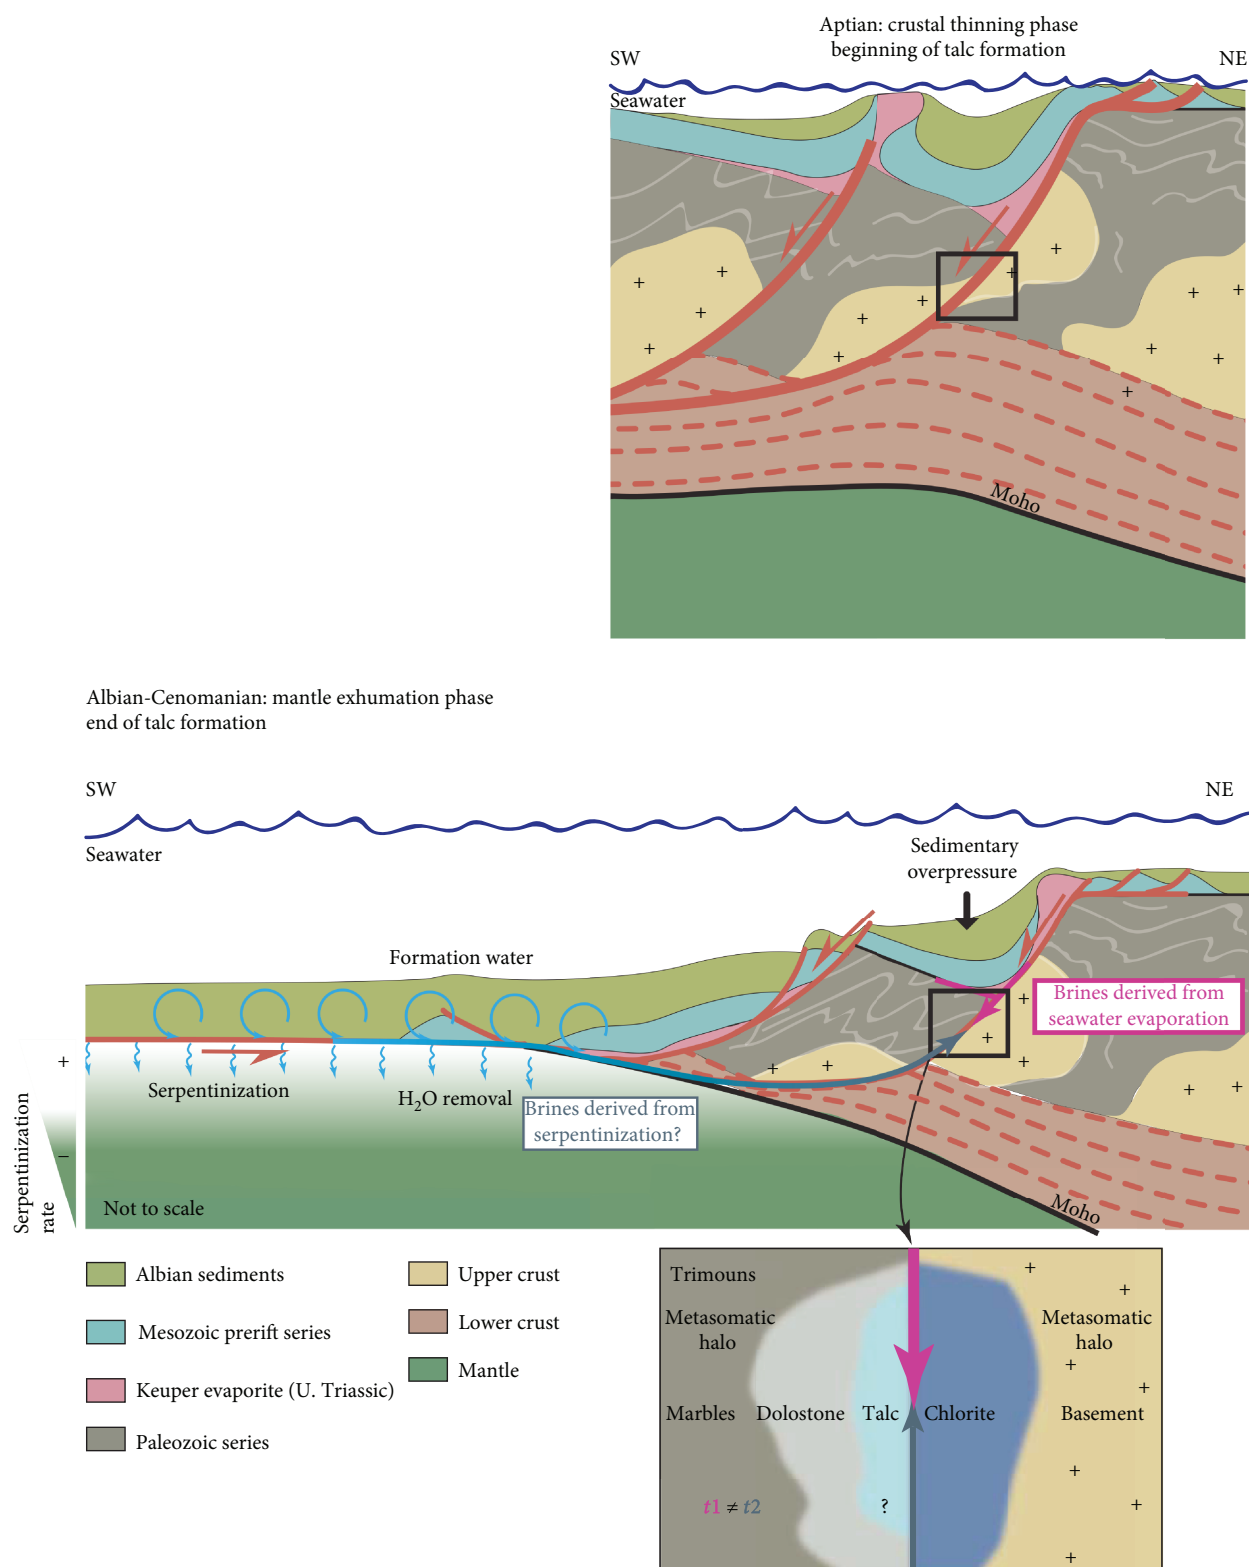 Aptian: crustal thinning phase
beginning of talc formation
SW
NE
Seawater
+
+
+
+
+
+
+
+
+
+
+
+
+
+
Moho
Albian-Cenomanian: mantle exhumation phase
end of talc formation
SW
NE
Seawater
Sedimentary
overpressure
Formation water
Brines derived from
seawater evaporation
+
+
+
+
+
+
+
Serpentinization
H₂O removal
Brines derived from
serpentinization?
+
−
Serpentinization
rate
Not to scale
Moho
Albian sediments
Mesozoic prerift series
Keuper evaporite (U. Triassic)
Paleozoic series
Upper crust
Lower crust
Mantle
Trimouns
Metasomatic
halo
Metasomatic
halo
Marbles
Dolostone
Talc
Chlorite
Basement
t1 ≠ t2
?
+
+
+
+
+
+
+